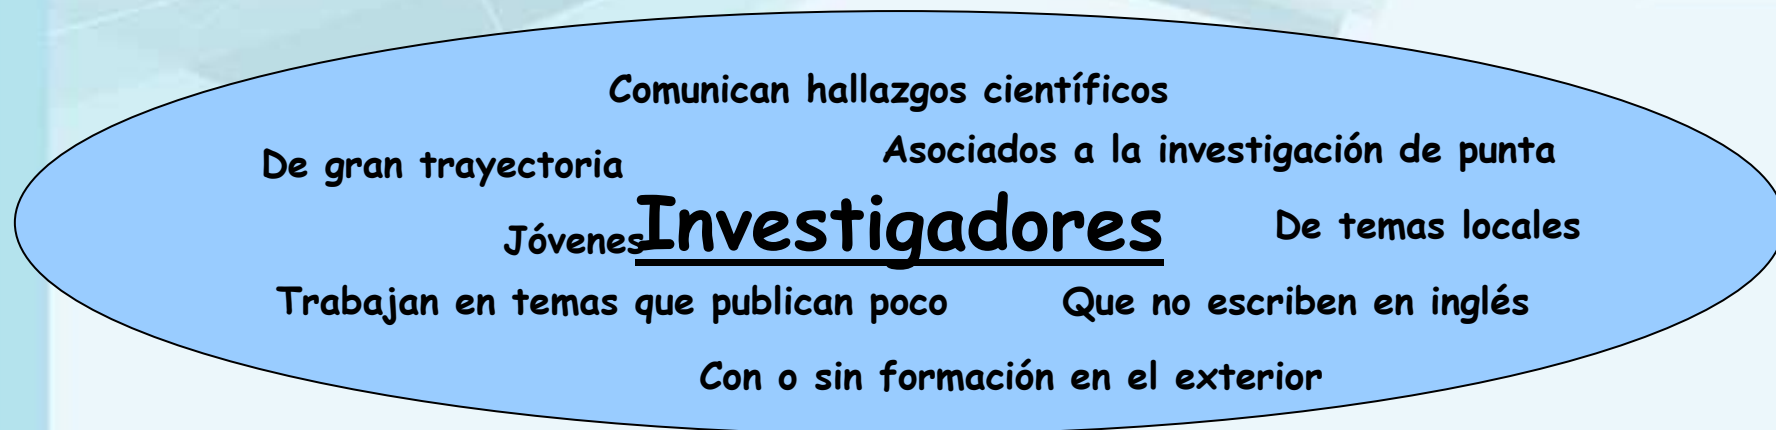 Comunican hallazgos científicos
De gran trayectoria
Asociados a la investigación de punta
Jóvenes
Investigadores
De temas locales
Trabajan en temas que publican poco
Que no escriben en inglés
Con o sin formación en el exterior